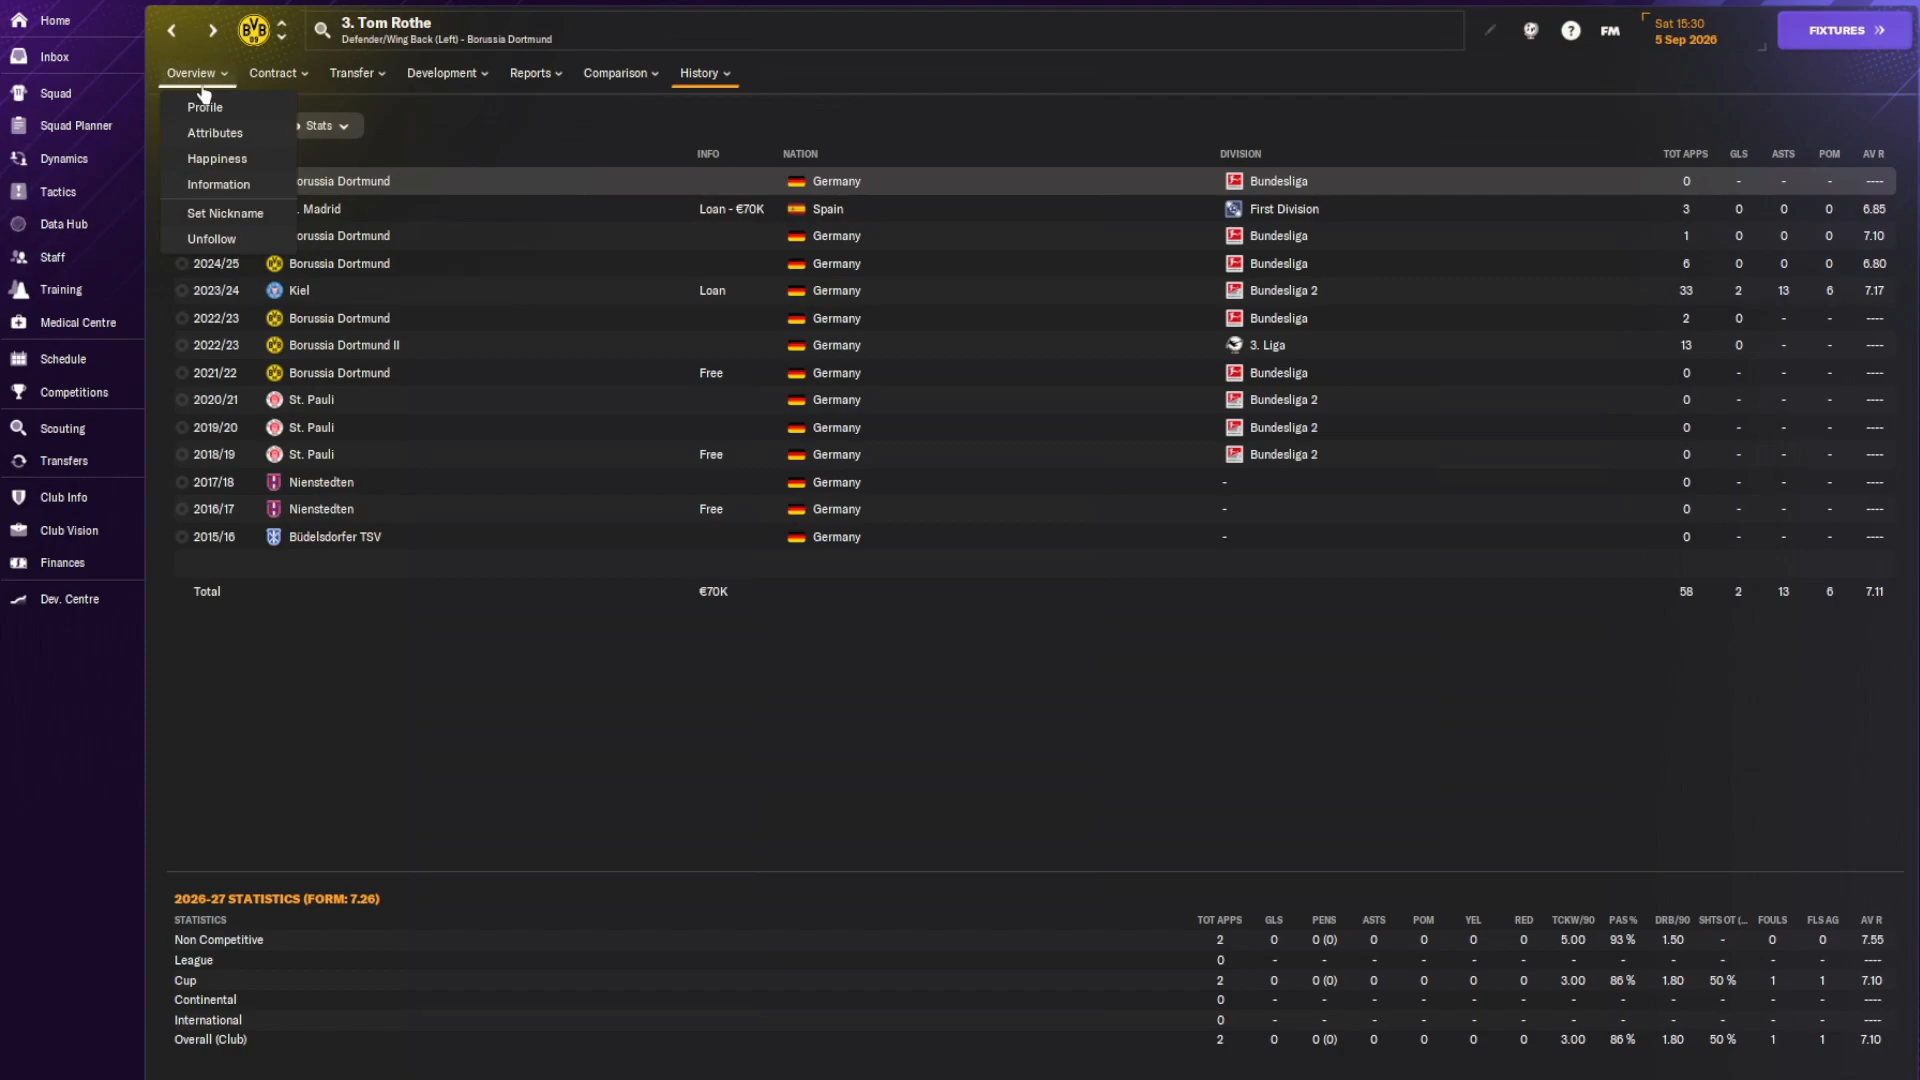 Home
Inbox
Squad
Squad Planner
Dynamics
Tactics
Data Hub
Staff
Training
Medical Centre
Schedule
Competitions
Scouting
Transfers
Club Info
Club Vision
Finances
Dev. Centre
BVB 09
3. Tom Rothe
Defender/Wing Back (Left) - Borussia Dortmund
FM
Sat 15:30
5 Sep 2026
FIXTURES
Overview Contract Transfer Development Reports Comparison History
Profile
Attributes
Happiness
Information
Set Nickname
Unfollow
Stats
INFO NATION DIVISION TOT APPS GLS ASTS POM AV R
orussia Dortmund Germany Bundesliga 0 - - - ----
. Madrid Loan - €70K Spain First Division 3 0 0 0 6.85
orussia Dortmund Germany Bundesliga 1 0 0 0 7.10
2024/25 Borussia Dortmund Germany Bundesliga 6 0 0 0 6.80
2023/24 Kiel Loan Germany Bundesliga 2 33 2 13 6 7.17
2022/23 Borussia Dortmund Germany Bundesliga 2 0 - - ----
2022/23 Borussia Dortmund II Germany 3. Liga 13 0 - - ----
2021/22 Borussia Dortmund Free Germany Bundesliga 0 - - - ----
2020/21 St. Pauli Germany Bundesliga 2 0 - - - ----
2019/20 St. Pauli Germany Bundesliga 2 0 - - - ----
2018/19 St. Pauli Free Germany Bundesliga 2 0 - - - ----
2017/18 Nienstedten Germany - 0 - - - ----
2016/17 Nienstedten Free Germany - 0 - - - ----
2015/16 Büdelsdorfer TSV Germany - 0 - - - ----
Total €70K 58 2 13 6 7.11
2026-27 STATISTICS (FORM: 7.26)
STATISTICS TOT APPS GLS PENS ASTS POM YEL RED TCKW/90 PAS % DRB/90 SHTS OT (... FOULS FLS AG AV R
Non Competitive 2 0 0 (0) 0 0 0 0 5.00 93 % 1.50 - 0 0 7.55
League 0 - - - - - - - - - - - - ----
Cup 2 0 0 (0) 0 0 0 0 3.00 86 % 1.80 50 % 1 1 7.10
Continental 0 - - - - - - - - - - - - ----
International 0 - - - - - - - - - - - - ----
Overall (Club) 2 0 0 (0) 0 0 0 0 3.00 86 % 1.80 50 % 1 1 7.10